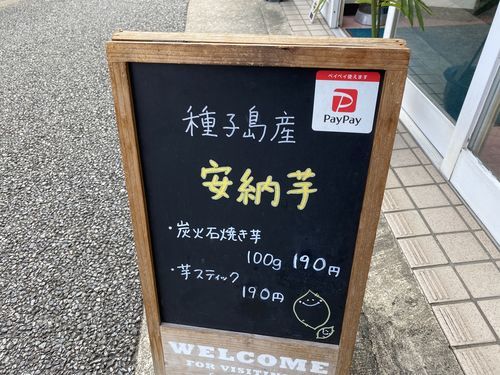 ペイペイ使えます
PayPay
種子島産
安納芋
・炭火石焼き芋
100g 190円
・芋スティック
190円
WELCOME
FOR VISITING